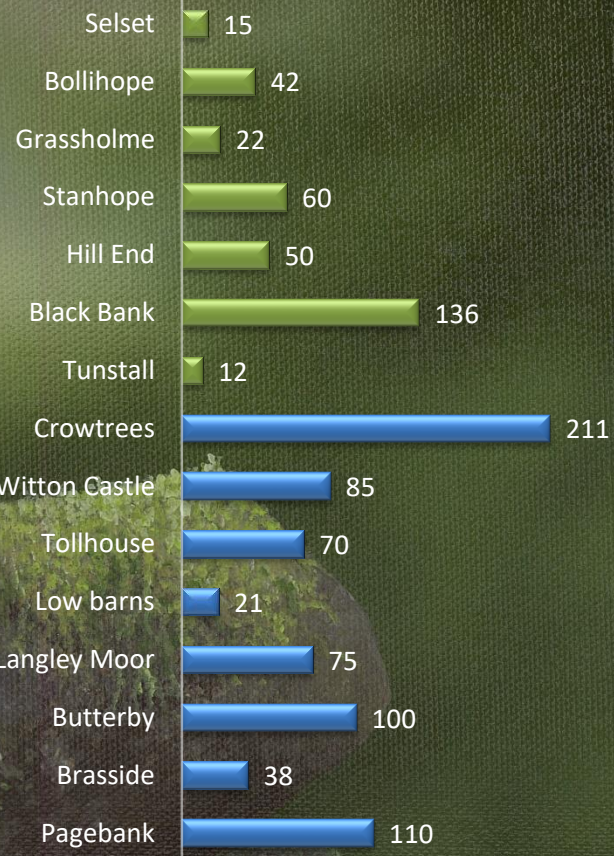 Selset 15
Bollihope 42
Grassholme 22
Stanhope 60
Hill End 50
Black Bank 136
Tunstall 12
Crowtrees 211
Witton Castle 85
Tollhouse 70
Low barns 21
Langley Moor 75
Butterby 100
Brasside 38
Pagebank 110